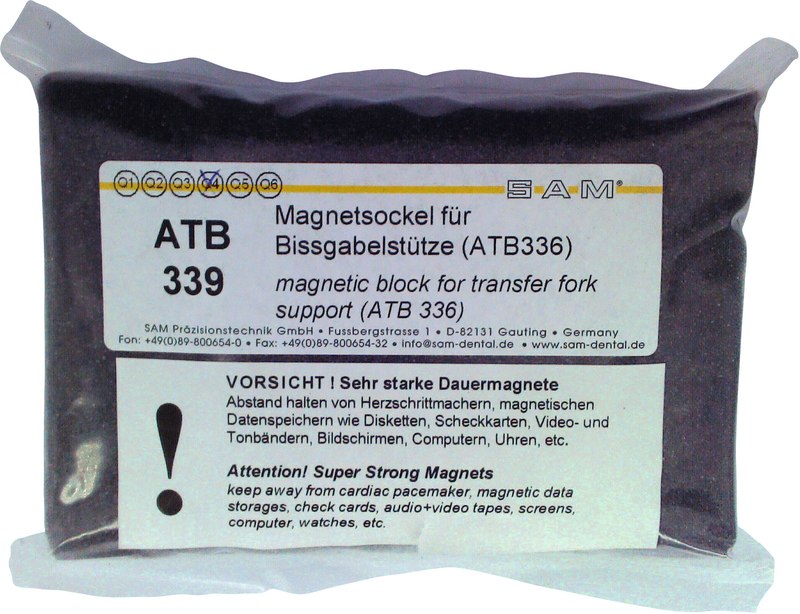 Q1 Q2 Q3 Q4 Q5 Q6
SAM®
ATB
339
Magnetsockel für
Bissgabelstütze (ATB336)
magnetic block for transfer fork
support (ATB 336)
SAM Präzisionstechnik GmbH • Fussbergstrasse 1 • D-82131 Gauting • Germany
Fon: +49(0)89-800654-0 • Fax: +49(0)89-800654-32 • info@sam-dental.de • www.sam-dental.de
!
VORSICHT ! Sehr starke Dauermagnete
Abstand halten von Herzschrittmachern, magnetischen
Datenspeichern wie Disketten, Scheckkarten, Video- und
Tonbändern, Bildschirmen, Computern, Uhren, etc.
Attention! Super Strong Magnets
keep away from cardiac pacemaker, magnetic data
storages, check cards, audio+video tapes, screens,
computer, watches, etc.